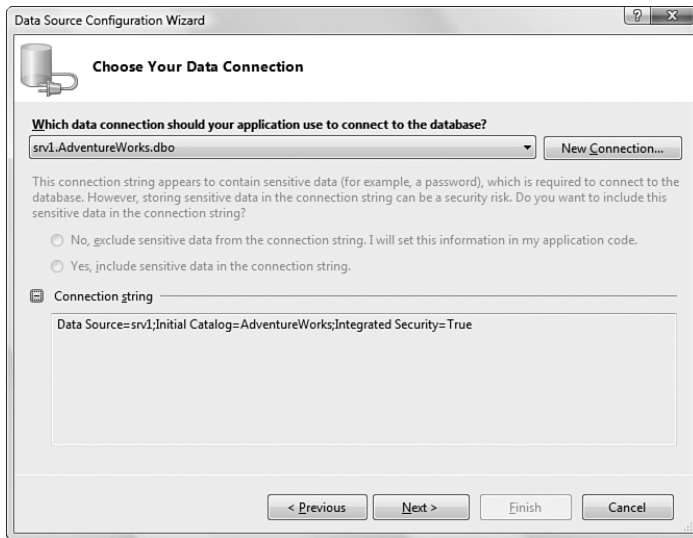 Data Source Configuration Wizard
Choose Your Data Connection
Which data connection should your application use to connect to the database?
srv1.AdventureWorks.dbo
New Connection...
This connection string appears to contain sensitive data (for example, a password), which is required to connect to the
database. However, storing sensitive data in the connection string can be a security risk. Do you want to include this
sensitive data in the connection string?
No, exclude sensitive data from the connection string. I will set this information in my application code.
Yes, include sensitive data in the connection string.
Connection string
Data Source=srv1;Initial Catalog=AdventureWorks;Integrated Security=True
< Previous
Next >
Finish
Cancel